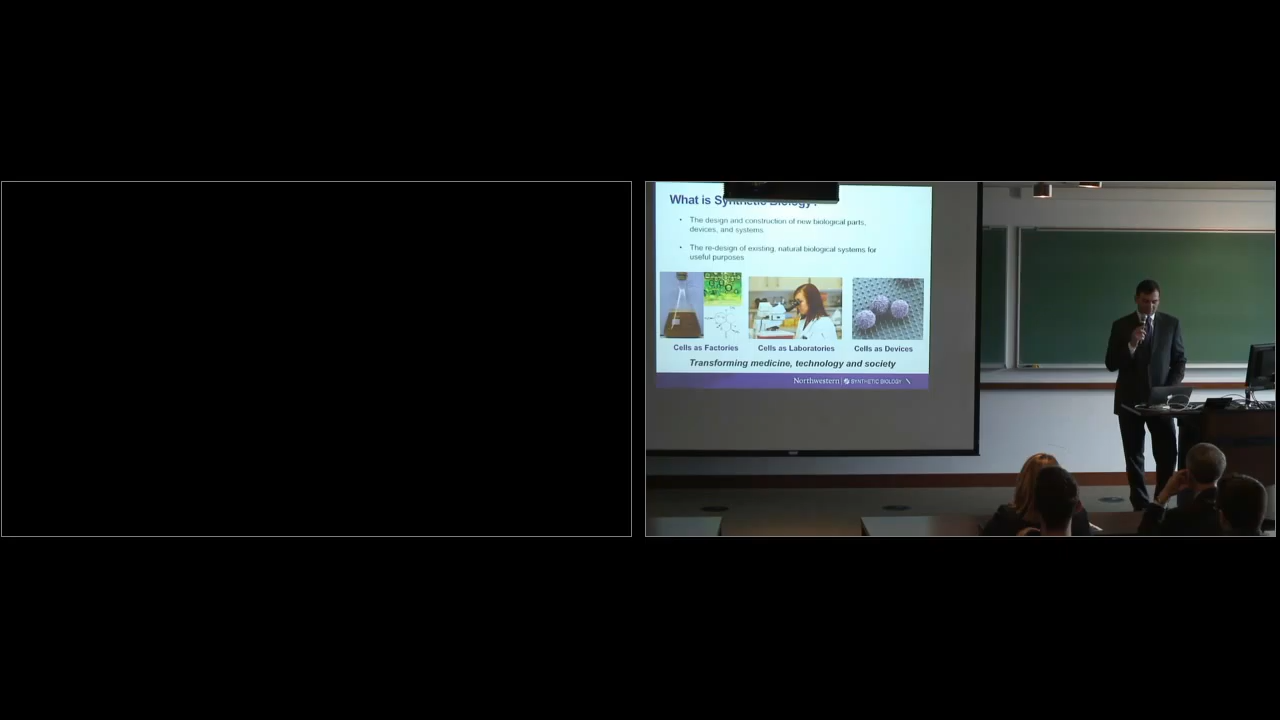 What is Synthetic Biology?
• The design and construction of new biological parts,
devices, and systems
• The re-design of existing, natural biological systems for
useful purposes
Cells as Factories
Cells as Laboratories
Cells as Devices
Transforming medicine, technology and society
Northwestern | SYNTHETIC BIOLOGY